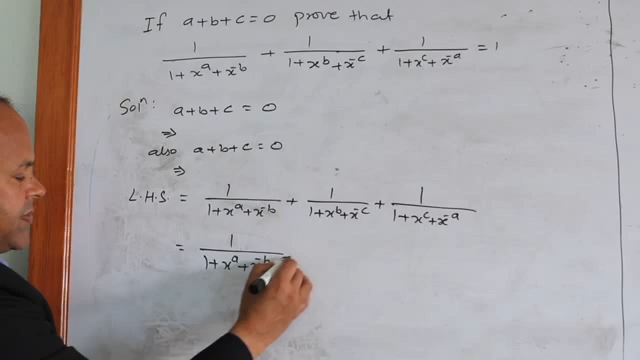 If a+b+c=0 prove that
1/(1+x^a+x^-b) + 1/(1+x^b+x^-c) + 1/(1+x^c+x^-a) = 1
Solⁿ: a+b+c=0
⇒
also a+b+c=0
⇒
L.H.S. = 1/(1+x^a+x^-b) + 1/(1+x^b+x^-c) + 1/(1+x^c+x^-a)
= 1/(1+x^a+x^-b)